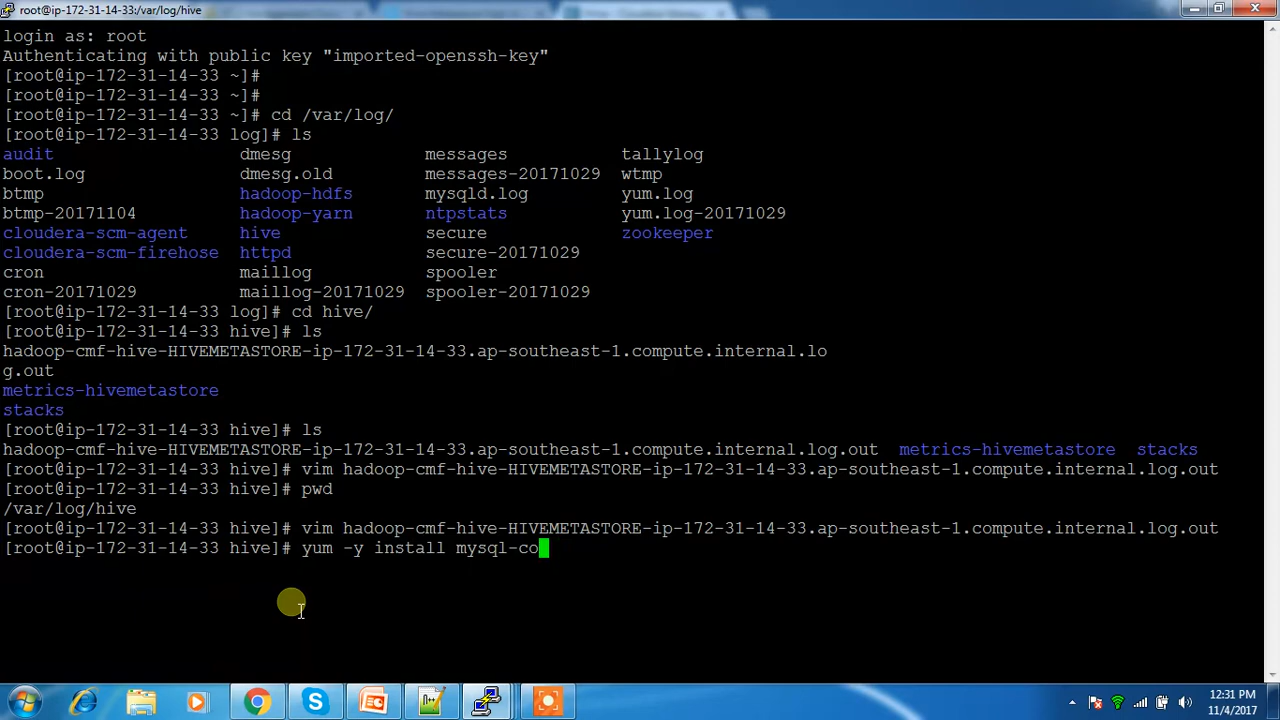 root@ip-172-31-14-33:/var/log/hive
login as: root
Authenticating with public key "imported-openssh-key"
[root@ip-172-31-14-33 ~]#
[root@ip-172-31-14-33 ~]#
[root@ip-172-31-14-33 ~]# cd /var/log/
[root@ip-172-31-14-33 log]# ls
audit dmesg messages tallylog
boot.log dmesg.old messages-20171029 wtmp
btmp hadoop-hdfs mysqld.log yum.log
btmp-20171104 hadoop-yarn ntpstats yum.log-20171029
cloudera-scm-agent hive secure zookeeper
cloudera-scm-firehose httpd secure-20171029
cron maillog spooler
cron-20171029 maillog-20171029 spooler-20171029
[root@ip-172-31-14-33 log]# cd hive/
[root@ip-172-31-14-33 hive]# ls
hadoop-cmf-hive-HIVEMETASTORE-ip-172-31-14-33.ap-southeast-1.compute.internal.lo
g.out
metrics-hivemetastore
stacks
[root@ip-172-31-14-33 hive]# ls
hadoop-cmf-hive-HIVEMETASTORE-ip-172-31-14-33.ap-southeast-1.compute.internal.log.out metrics-hivemetastore stacks
[root@ip-172-31-14-33 hive]# vim hadoop-cmf-hive-HIVEMETASTORE-ip-172-31-14-33.ap-southeast-1.compute.internal.log.out
[root@ip-172-31-14-33 hive]# pwd
/var/log/hive
[root@ip-172-31-14-33 hive]# vim hadoop-cmf-hive-HIVEMETASTORE-ip-172-31-14-33.ap-southeast-1.compute.internal.log.out
[root@ip-172-31-14-33 hive]# yum -y install mysql-co
12:31 PM
11/4/2017